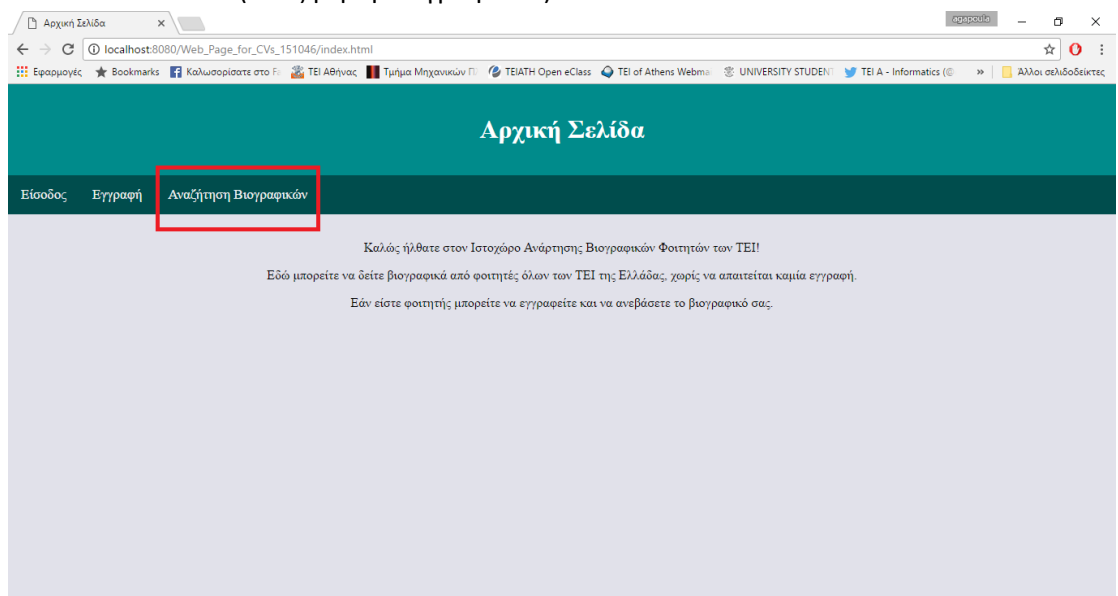 Αρχική Σελίδα
agapoula
localhost:8080/Web_Page_for_CVs_151046/index.html
Εφαρμογές Bookmarks Καλωσορίσατε στο TEI Αθήνας Τμήμα Μηχανικών TEIATH Open eClass TEI of Athens Webma UNIVERSITY STUDEN TEI A - Informatics (© » Άλλοι σελιδοδείκτες
Αρχική Σελίδα
Είσοδος Εγγραφή Αναζήτηση Βιογραφικών
Καλώς ήλθατε στον Ιστοχώρο Ανάρτησης Βιογραφικών Φοιτητών των ΤΕΙ!
Εδώ μπορείτε να δείτε βιογραφικά από φοιτητές όλων των ΤΕΙ της Ελλάδας, χωρίς να απαιτείται καμία εγγραφή.
Εάν είστε φοιτητής μπορείτε να εγγραφείτε και να ανεβάσετε το βιογραφικό σας.